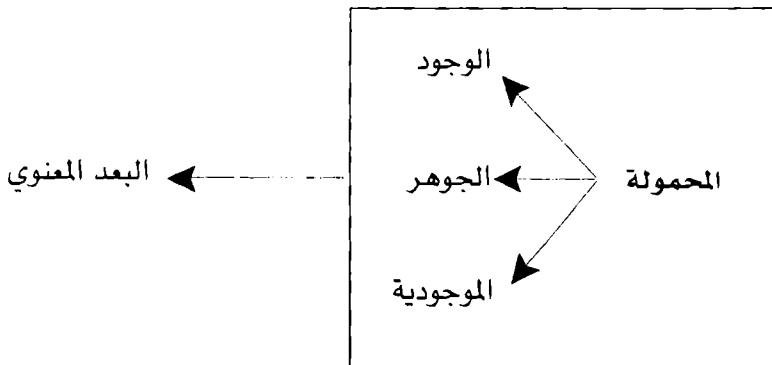 الوجود
المحمولة
الجوهر
البعد المعنوي
الموجودية